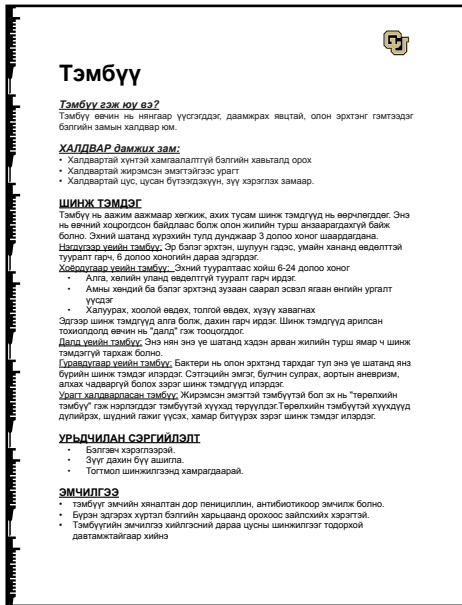 Тэмбүү
Тэмбүү гэж юу вэ?
Тэмбүү өвчин нь нянгаар үүсгэгддэг, даамжрах явцтай, олон эрхтэнг гэмтээдэг
бэлгийн замын халдвар юм.
ХАЛДВАР дамжих зам:
• Халдвартай хүнтэй хамгаалалтгүй бэлгийн хавьталд орох
• Халдвартай жирэмсэн эмэгтэйгээс урагт
• Халдвартай цус, цусан бүтээгдэхүүн, зүү хэрэглэх замаар.
ШИНЖ ТЭМДЭГ
Тэмбүү нь аажим аажмаар хөгжиж, ахих тусам шинж тэмдгүүд нь өөрчлөгддөг. Энэ
нь өвчний хоцрогдсон байдлаас болж олон жилийн турш анзаарагдахгүй байж
болно. Эхний шатанд хүрэхийн тулд дунджаар 3 долоо хоног шаардагдана.
Нэгдүгээр үеийн тэмбүү: Эр бэлэг эрхтэн, шулуун гэдэс, умайн хананд өвдөлттэй
тууралт гарч, 6 долоо хоногийн дараа эдгэрдэг.
Хоёрдугаар үеийн тэмбүү: Эхний тууралтаас хойш 6-24 долоо хоног
• Алга, хөлийн уланд өвдөлтгүй тууралт гарч ирнэ.
• Амны хөндий ба бэлэг эрхтэнд зузаан саарал эсвэл ягаан өнгийн ургалт
үүсдэг
• Халуурах, хоолой өвдөх, толгой өвдөх, хүзүү хавагнах
Эдгээр шинж тэмдгүүд алга болж, дахин гарч ирдэг. Шинж тэмдгүүд арилсан
тохиолдолд өвчин нь "далд" гэж тооцогддог.
Далд үеийн тэмбүү: Энэ нян энэ үе шатанд хэдэн арван жилийн турш ямар ч шинж
тэмдэггүй тархаж болно.
Гуравдугаар үеийн тэмбүү: Бактери нь олон эрхтэнд тархдаг тул энэ үе шатанд янз
бүрийн шинж тэмдэг илэрдэг. Сэтгэцийн эмгэг, булчин сулрах, аортын аневризм,
алхах чадваргүй болох зэрэг шинж тэмдгүүд илэрдэг.
Урагт халдварласан тэмбүү: Жирэмсэн эмэгтэй тэмбүүтэй бол эх нь "төрөлхийн
тэмбүү" гэж нэрлэгддэг тэмбүүтэй хүүхэд төрүүлдэг.Төрөлхийн тэмбүүтэй хүүхдүүд
дүлийрэх, шүдний гажиг үүсэх, хамар битүүрэх зэрэг шинж тэмдэг илэрдэг.
УРЬДЧИЛАН СЭРГИЙЛЭЛТ
• Бэлгэвч хэрэглээрэй.
• Зүүг дахин бүү ашигла.
• Тогтмол шинжилгээнд хамрагдаарай.
ЭМЧИЛГЭЭ
• тэмбүүг эмчийн хяналтан дор пенициллин, антибиотикоор эмчилж болно.
• Бүрэн эдгэрэх хүртэл бэлгийн харьцаанд орохоос зайлсхийх хэрэгтэй.
• Тэмбүүгийн эмчилгээ хийлгэсний дараа цусны шинжилгээг тодорхой
давтамжтайгаар хийнэ